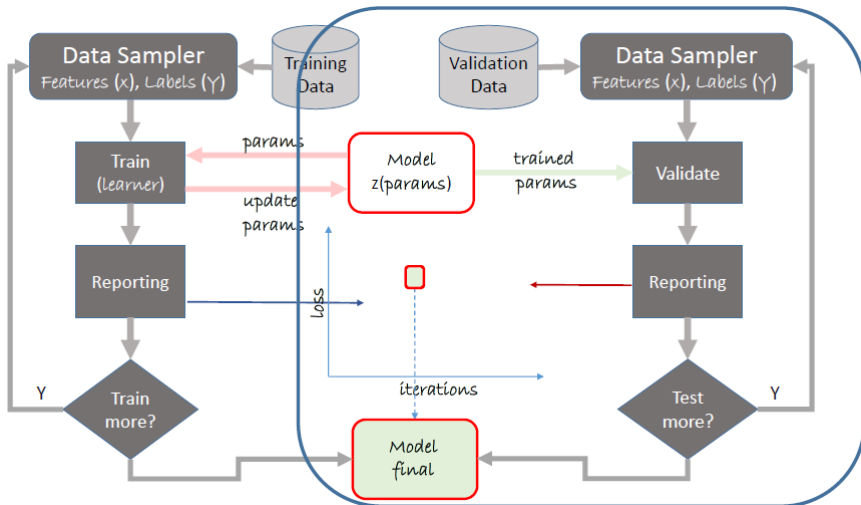 Data Sampler
Features (x), Labels (Y)
Training
Data
Validation
Data
Data Sampler
Features (x), Labels (Y)
params
Train
(learner)
update
params
Model
z(params)
trained
params
Validate
Reporting
loss
iterations
Reporting
Y
Train
more?
Model
final
Test
more?
Y